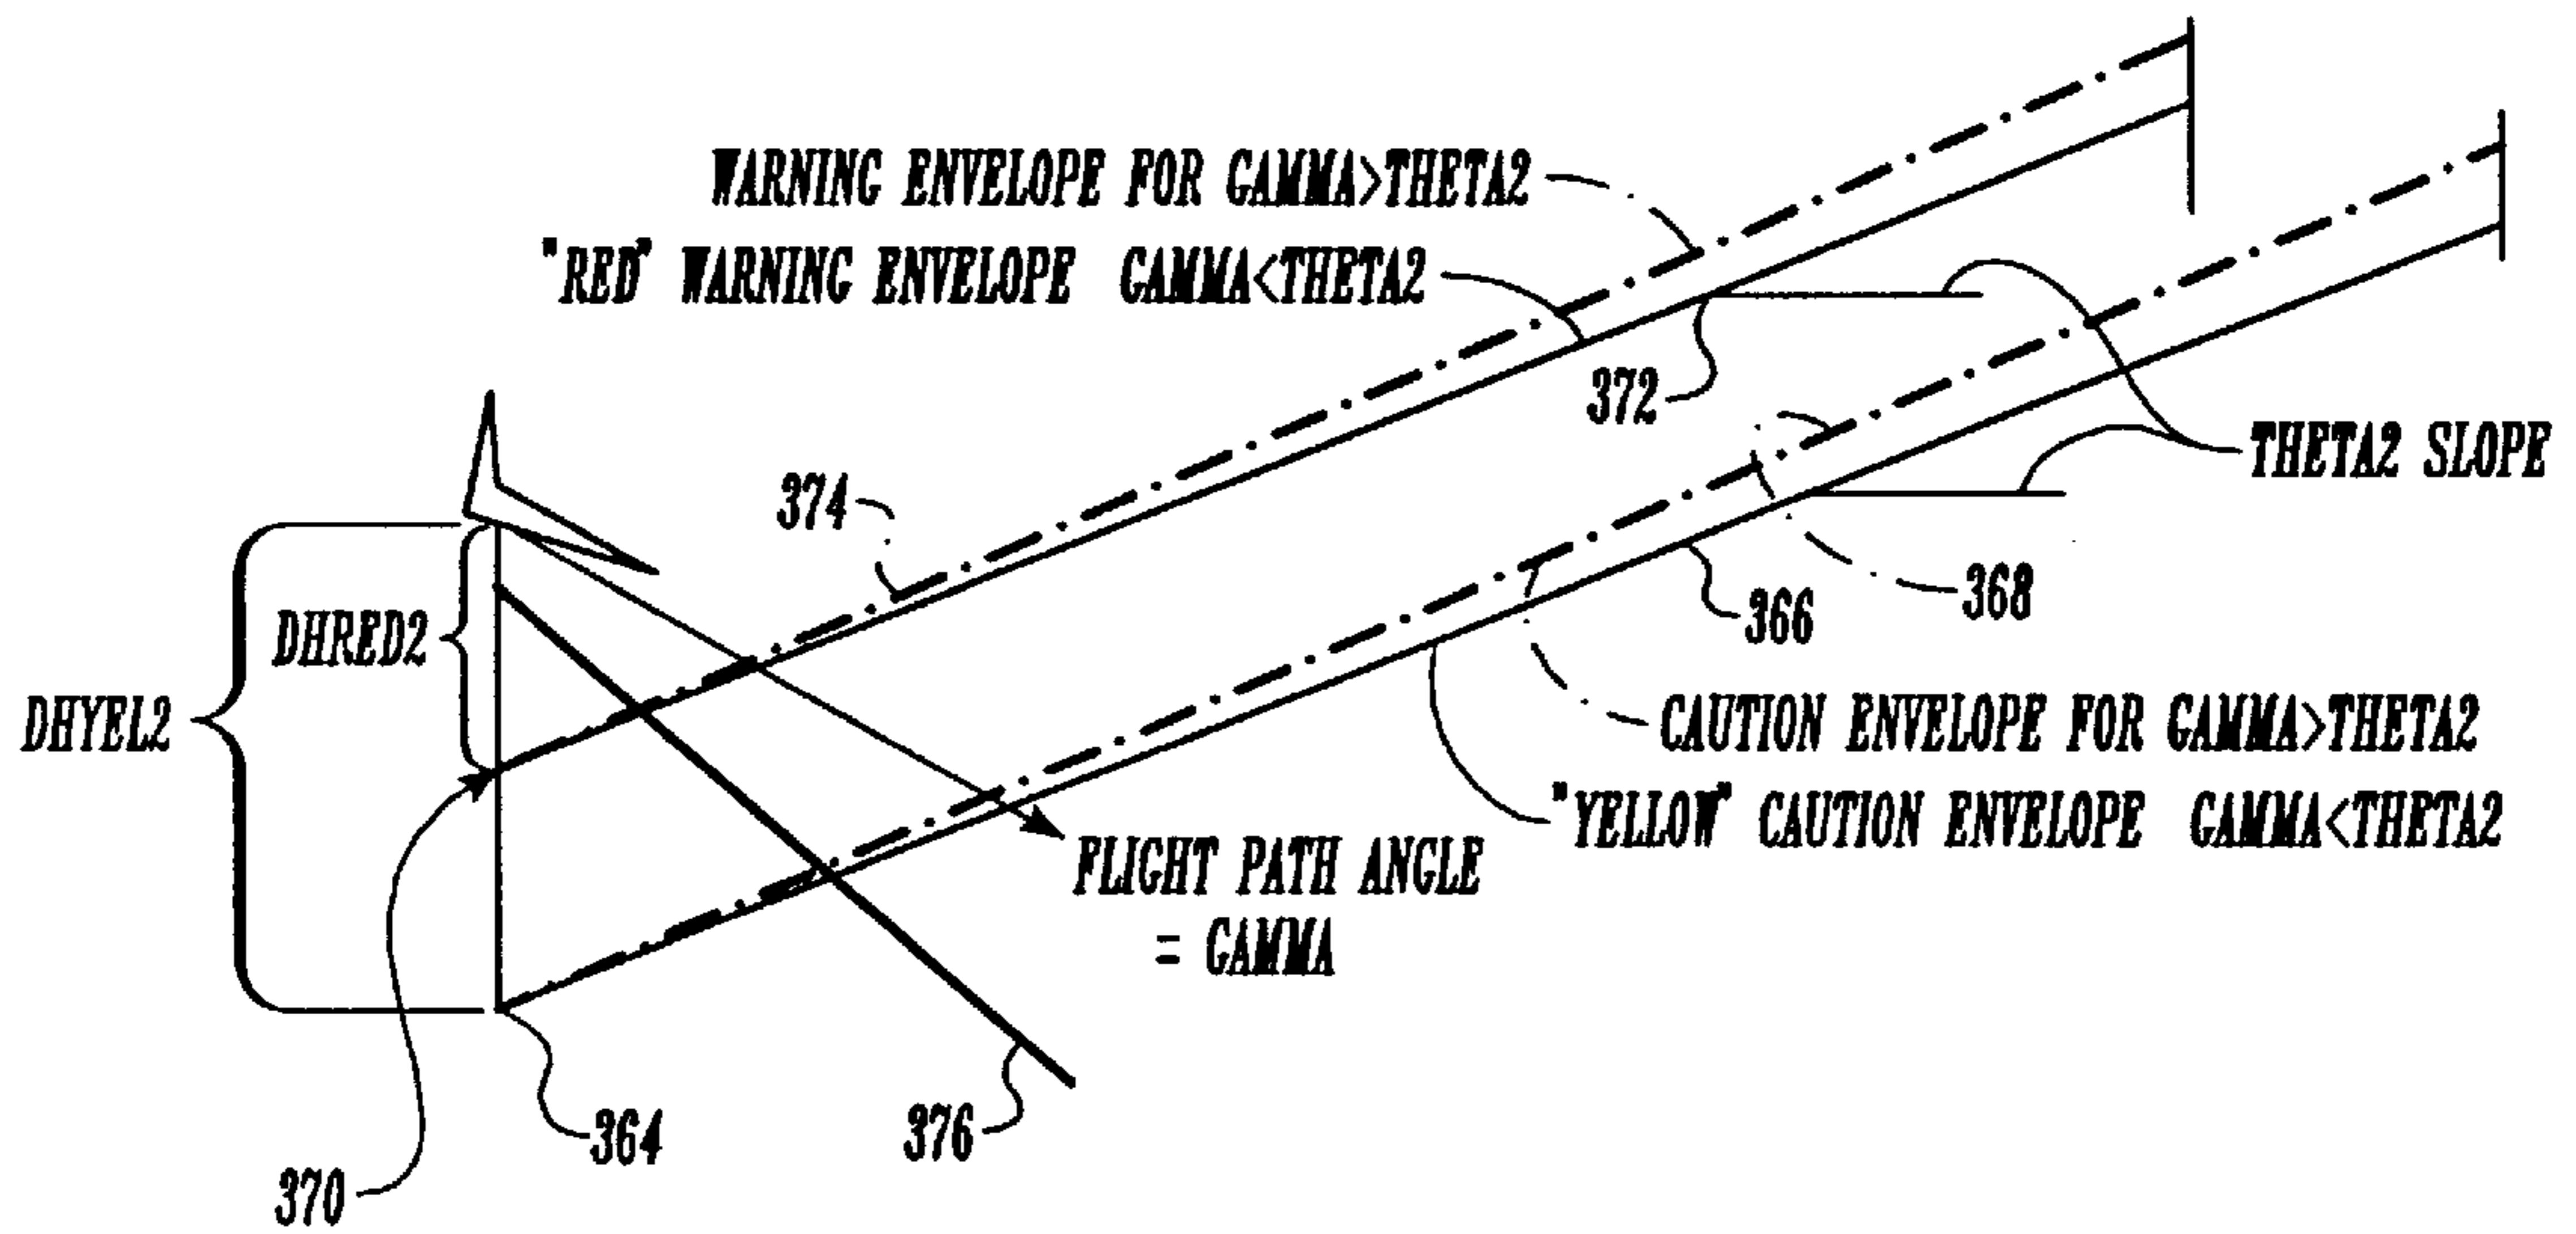 WARNING ENVELOPE FOR GAMMA>THETA2
"RED" WARNING ENVELOPE GAMMA<THETA2
372
THETA2 SLOPE
374
368
366
DHRED2
DHYEL2
CAUTION ENVELOPE FOR GAMMA>THETA2
"YELLOW" CAUTION ENVELOPE GAMMA<THETA2
FLIGHT PATH ANGLE
= GAMMA
364
376
370